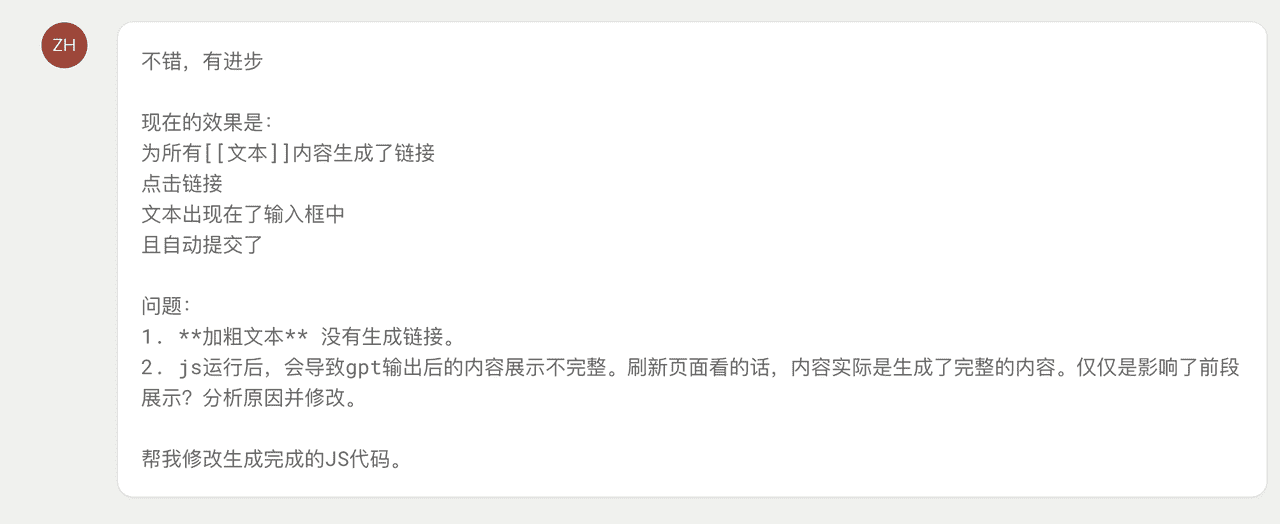 ZH
不错，有进步
现在的效果是：
为所有[[文本]]内容生成了链接
点击链接
文本出现在了输入框中
且自动提交了
问题：
1. **加粗文本** 没有生成链接。
2. js运行后，会导致gpt输出后的内容展示不完整。刷新页面看的话，内容实际是生成了完整的内容。仅仅是影响了前段
展示？分析原因并修改。
帮我修改生成完成的JS代码。